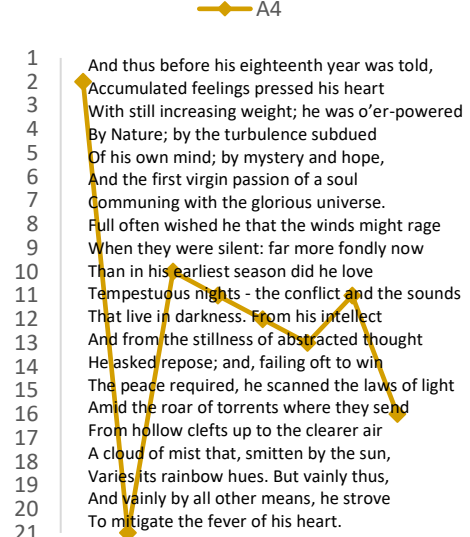 A4
1 And thus before his eighteenth year was told,
2 Accumulated feelings pressed his heart
3 With still increasing weight; he was o’er-powered
4 By Nature; by the turbulence subdued
5 Of his own mind; by mystery and hope,
6 And the first virgin passion of a soul
7 Communing with the glorious universe.
8 Full often wished he that the winds might rage
9 When they were silent: far more fondly now
10 Than in his earliest season did he love
11 Tempestuous nights - the conflict and the sounds
12 That live in darkness. From his intellect
13 And from the stillness of abstracted thought
14 He asked repose; and, failing oft to win
15 The peace required, he scanned the laws of light
16 Amid the roar of torrents where they send
17 From hollow clefts up to the clearer air
18 A cloud of mist that, smitten by the sun,
19 Varies its rainbow hues. But vainly thus,
20 And vainly by all other means, he strove
21 To mitigate the fever of his heart.